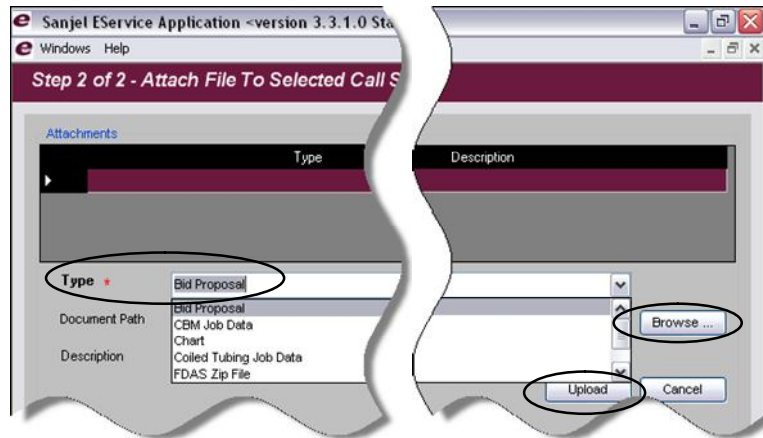 Sanjel EService Application <version 3.3.1.0 Sta
Windows Help
Step 2 of 2 - Attach File To Selected Call S
Attachments
Type Description
Type * Bid Proposal
Bid Proposal
Document Path CBM Job Data Browse ...
Chart
Description Coiled Tubing Job Data
FDAS Zip File
Upload Cancel